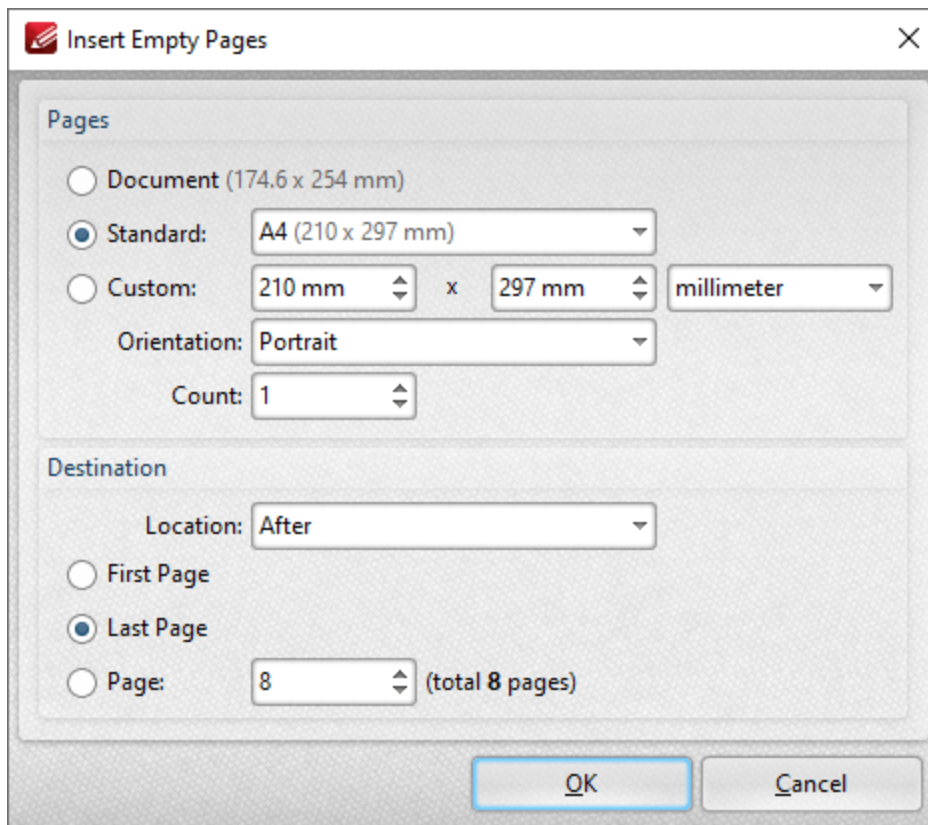 Insert Empty Pages
Pages
Document (174.6 x 254 mm)
Standard: A4 (210 x 297 mm)
Custom: 210 mm x 297 mm millimeter
Orientation: Portrait
Count: 1
Destination
Location: After
First Page
Last Page
Page: 8 (total 8 pages)
OK Cancel